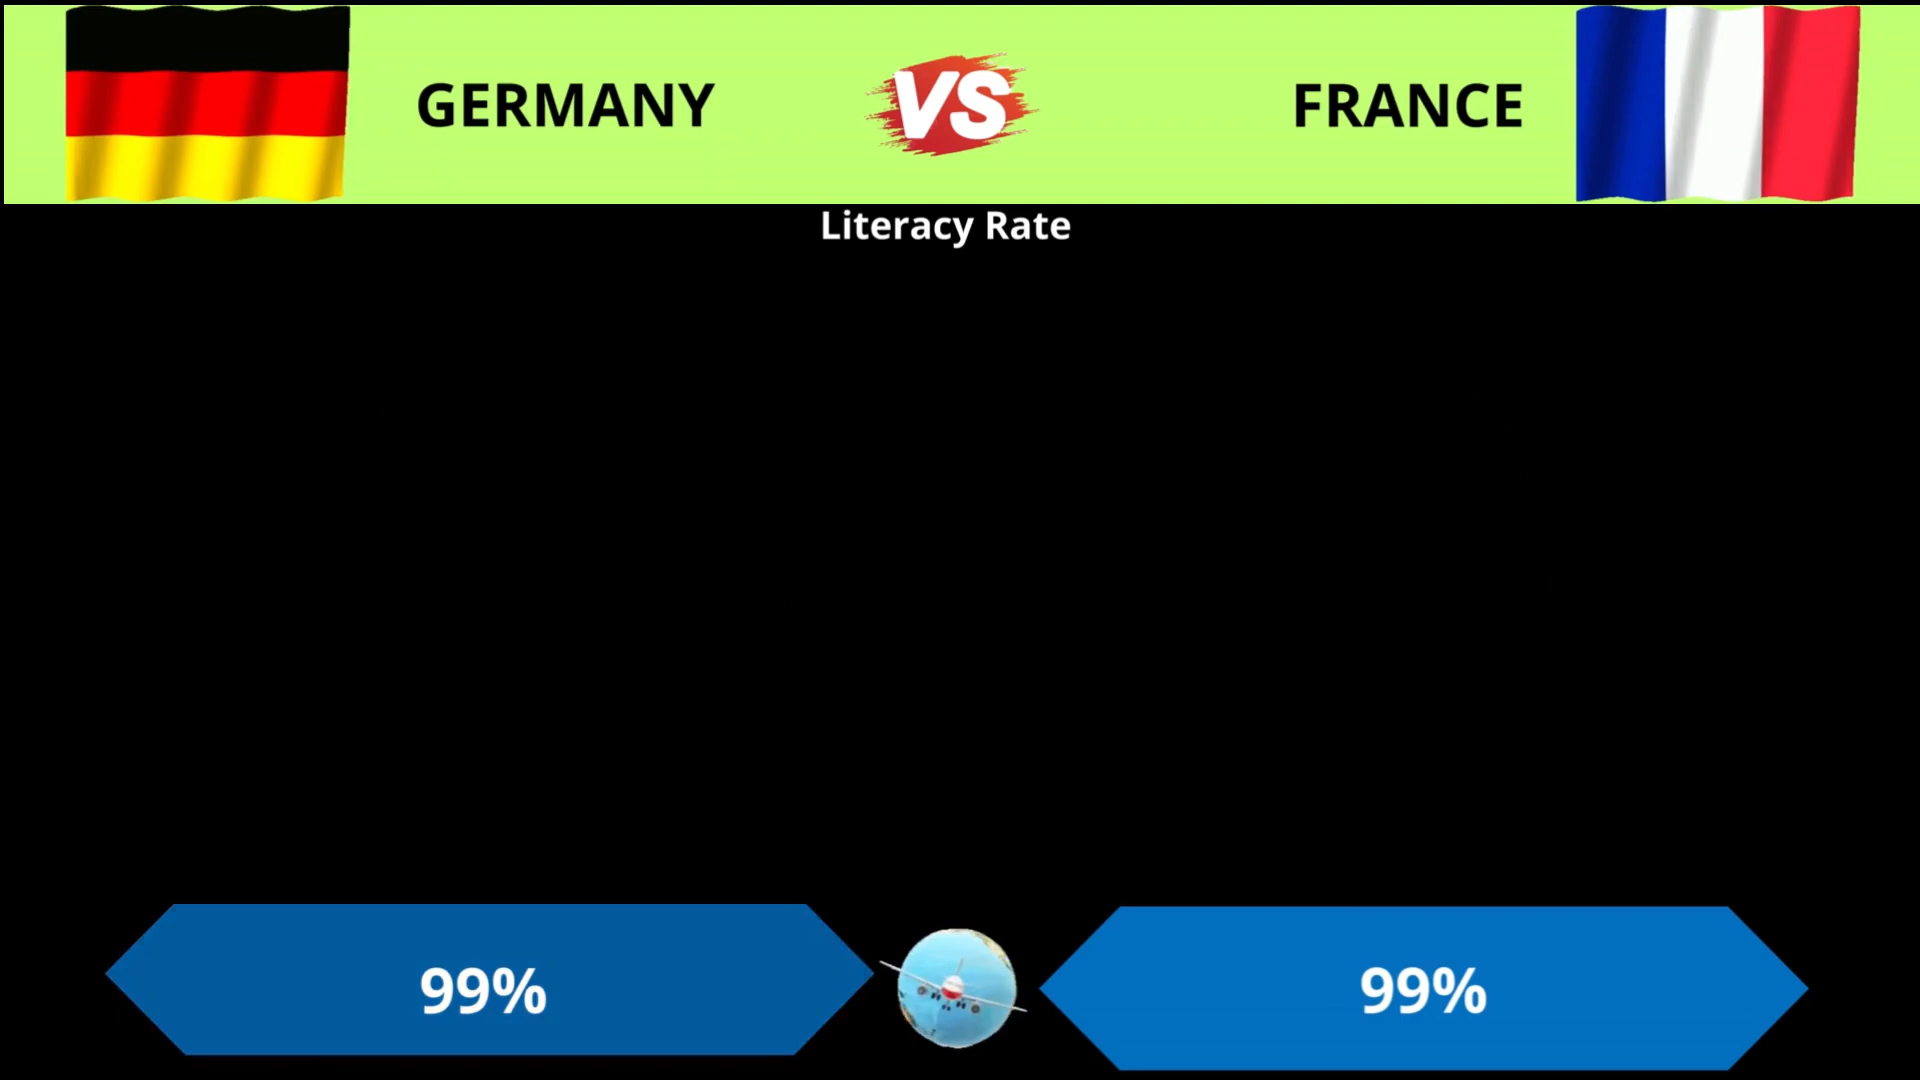 GERMANY
VS
FRANCE
Literacy Rate
99%
99%